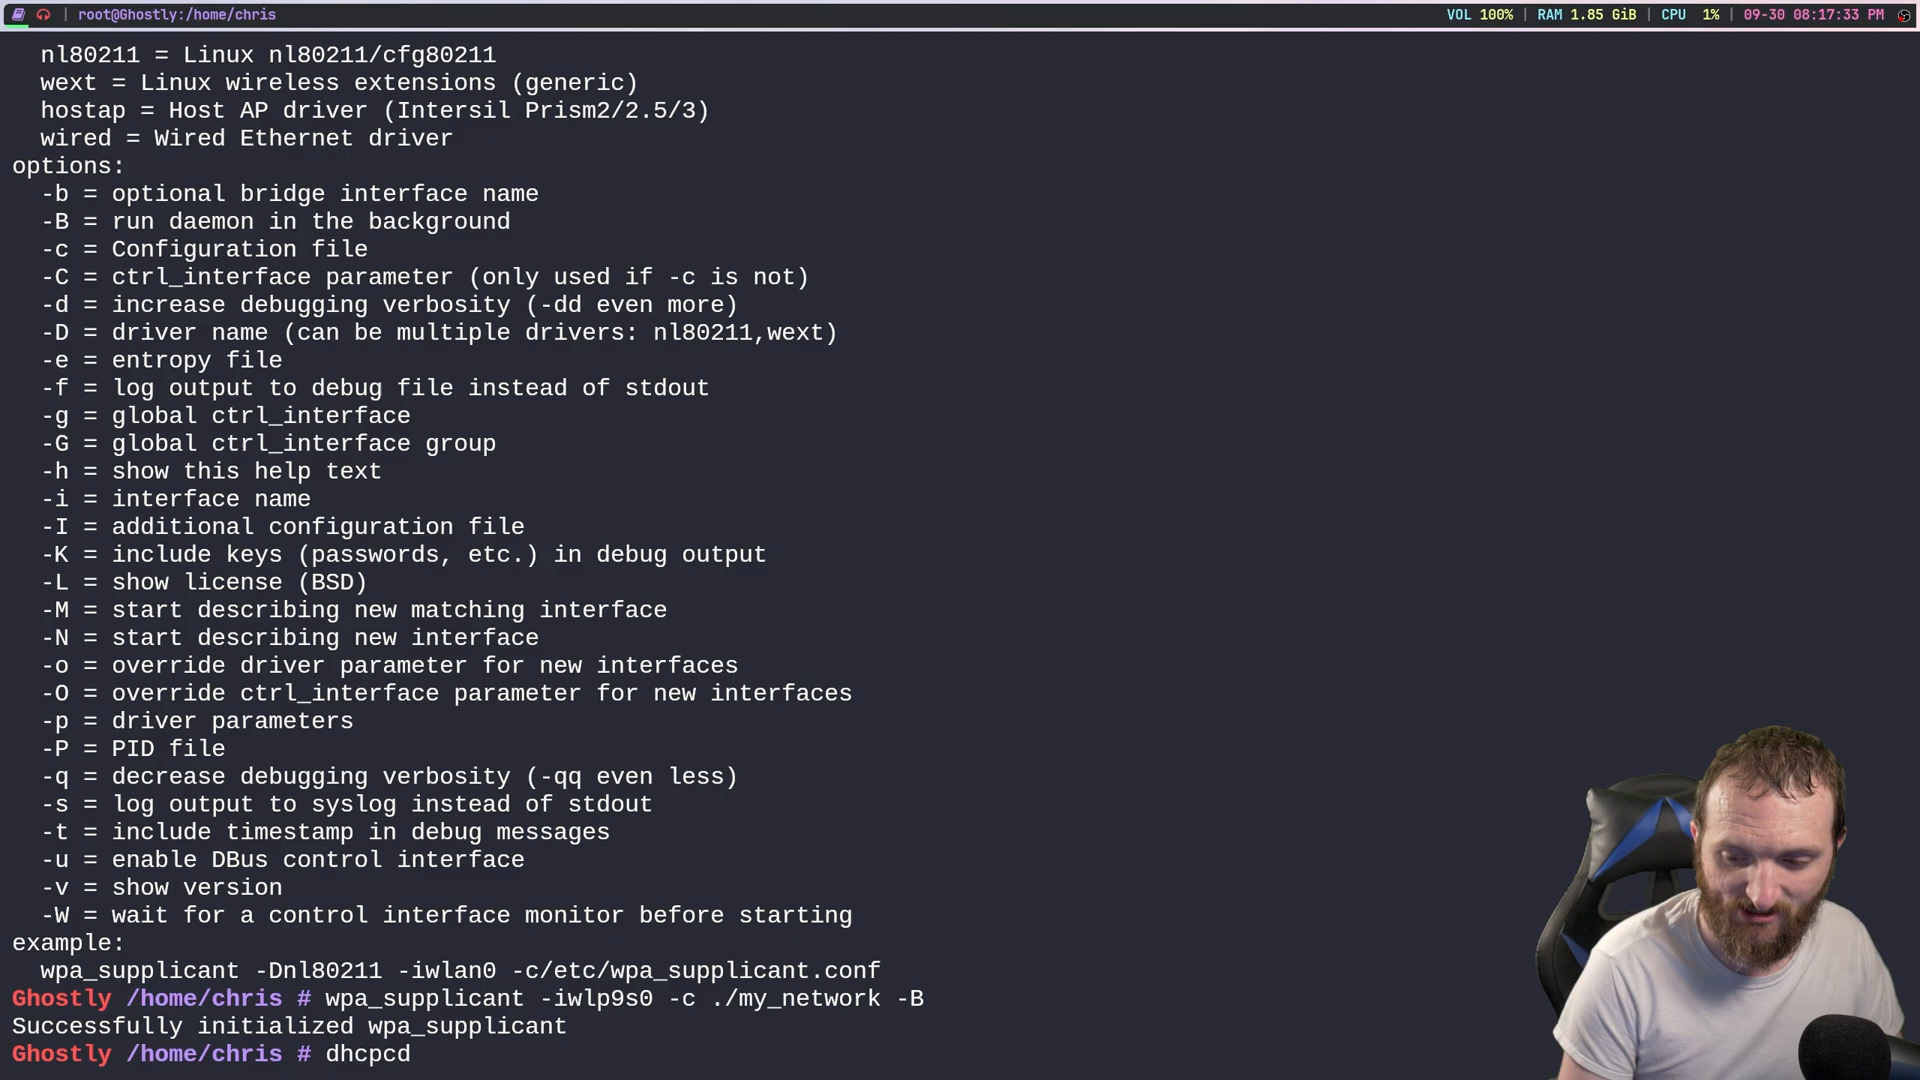 root@Ghostly:/home/chris
VOL 100% | RAM 1.85 GiB | CPU 1% | 09-30 08:17:33 PM
nl80211 = Linux nl80211/cfg80211
wext = Linux wireless extensions (generic)
hostap = Host AP driver (Intersil Prism2/2.5/3)
wired = Wired Ethernet driver
options:
-b = optional bridge interface name
-B = run daemon in the background
-c = Configuration file
-C = ctrl_interface parameter (only used if -c is not)
-d = increase debugging verbosity (-dd even more)
-D = driver name (can be multiple drivers: nl80211,wext)
-e = entropy file
-f = log output to debug file instead of stdout
-g = global ctrl_interface
-G = global ctrl_interface group
-h = show this help text
-i = interface name
-I = additional configuration file
-K = include keys (passwords, etc.) in debug output
-L = show license (BSD)
-M = start describing new matching interface
-N = start describing new interface
-o = override driver parameter for new interfaces
-O = override ctrl_interface parameter for new interfaces
-p = driver parameters
-P = PID file
-q = decrease debugging verbosity (-qq even less)
-s = log output to syslog instead of stdout
-t = include timestamp in debug messages
-u = enable DBus control interface
-v = show version
-W = wait for a control interface monitor before starting
example:
wpa_supplicant -Dnl80211 -iwlan0 -c/etc/wpa_supplicant.conf
Ghostly /home/chris # wpa_supplicant -iwlp9s0 -c ./my_network -B
Successfully initialized wpa_supplicant
Ghostly /home/chris # dhcpcd